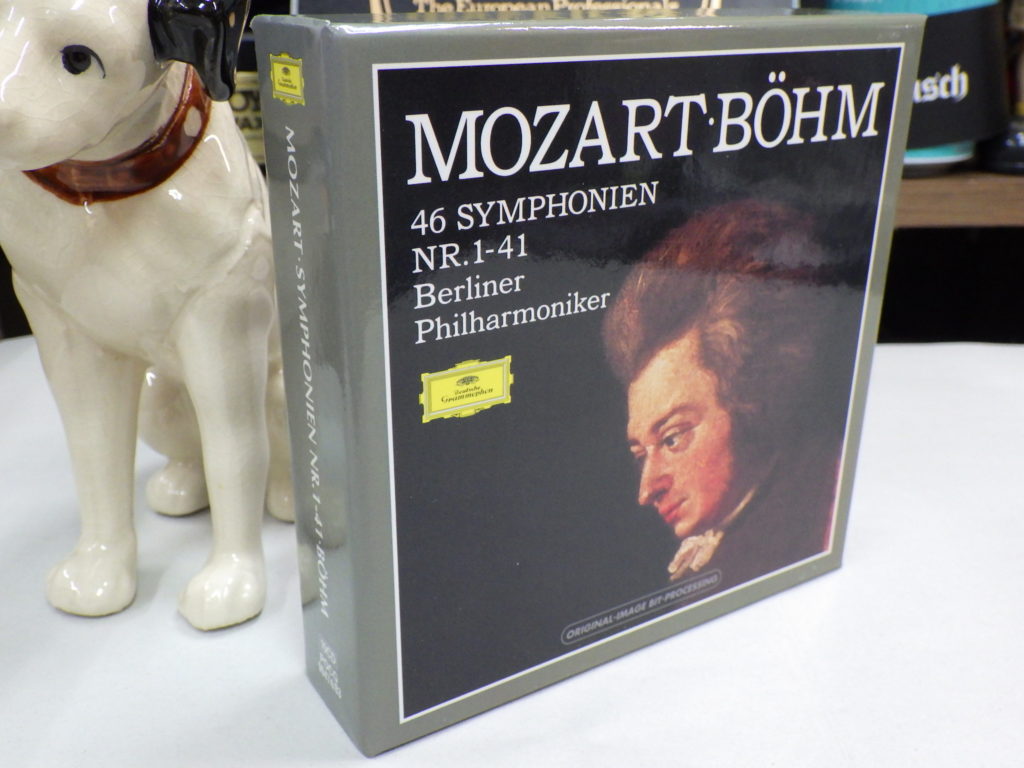 The European Professionals
MOZART·BÖHM
46 SYMPHONIEN
NR.1-41
Berliner
Philharmoniker
Deutsche
Grammophon
ORIGINAL-IMAGE BIT-PROCESSING
MOZART·SYMPHONIEN NR.1-41·BÖHM